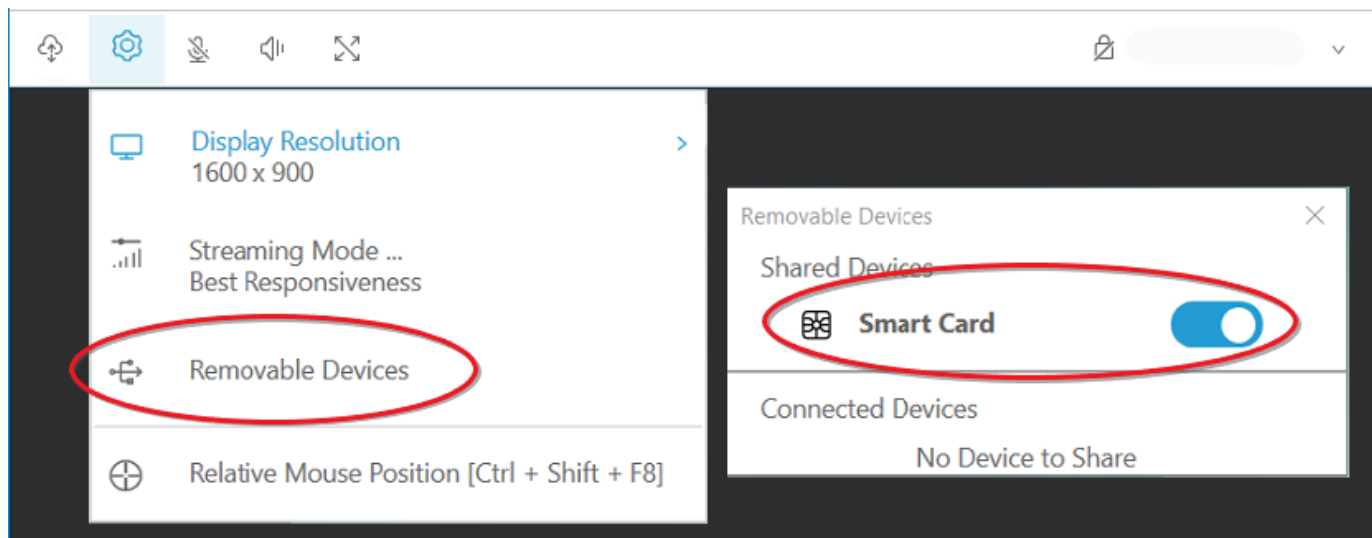 Display Resolution
1600 x 900
Streaming Mode ...
Best Responsiveness
Removable Devices
Relative Mouse Position [Ctrl + Shift + F8]
Removable Devices
Shared Devices
Smart Card
Connected Devices
No Device to Share